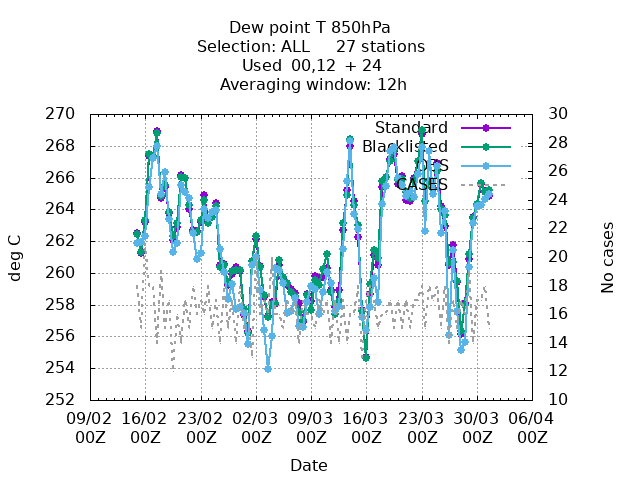 Dew point T 850hPa
Selection: ALL 27 stations
Used 00,12 + 24
Averaging window: 12h
270 30
268 28
266 26
264 24
262 22
260 20
258 18
256 16
254 14
252 12
10
Standard
Blacklisted
OBS
CASES
deg C
No cases
09/02 16/02 23/02 02/03 09/03 16/03 23/03 30/03 06/04
00Z 00Z 00Z 00Z 00Z 00Z 00Z 00Z 00Z
Date